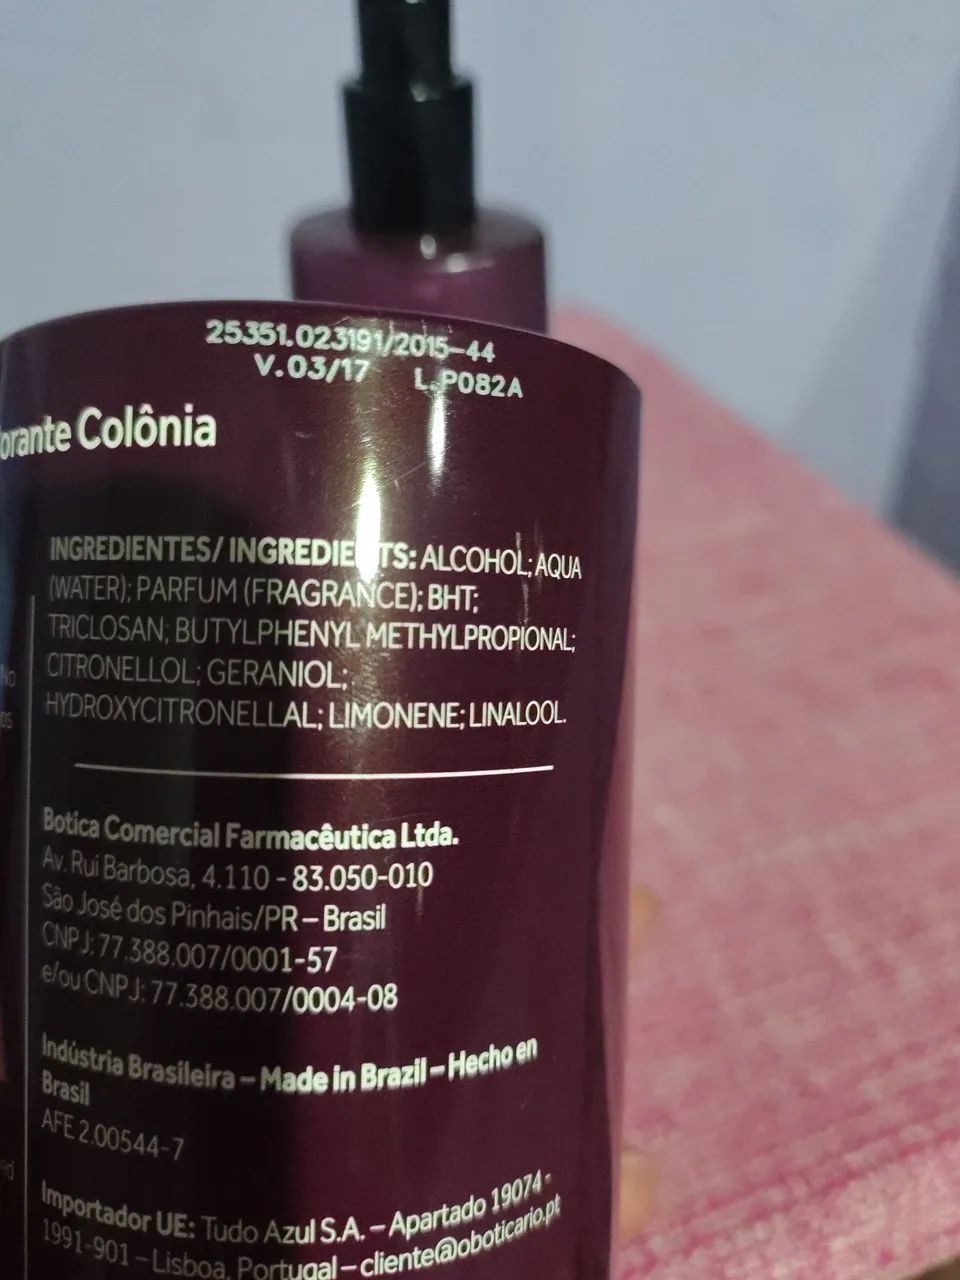 25351.023191/2015-44
V.03/17 L.P082A
orante Colônia
INGREDIENTES/ INGREDIENTS: ALCOHOL; AQUA
(WATER); PARFUM (FRAGRANCE); BHT;
TRICLOSAN; BUTYLPHENYL METHYLPROPIONAL;
CITRONELLOL; GERANIOL;
HYDROXYCITRONELLAL; LIMONENE; LINALOOL.
Botica Comercial Farmacêutica Ltda.
Av. Rui Barbosa, 4.110 - 83.050-010
São José dos Pinhais/PR – Brasil
CNPJ: 77.388.007/0001-57
e/ou CNPJ: 77.388.007/0004-08
Indústria Brasileira – Made in Brazil – Hecho en
Brasil
AFE 2.00544-7
Importador UE: Tudo Azul S.A. – Apartado 19074 -
1991-901 – Lisboa, Portugal – cliente@oboticario.pt